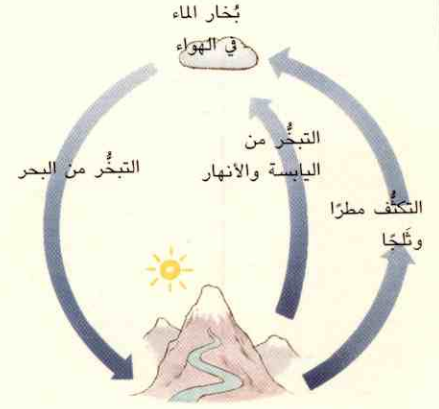 بُخار الماء
في الهواء
التبخُّر من
اليابسة والأنهار
التبخُّر من البحر
التكثُّف مطرًا
وثَلجًا